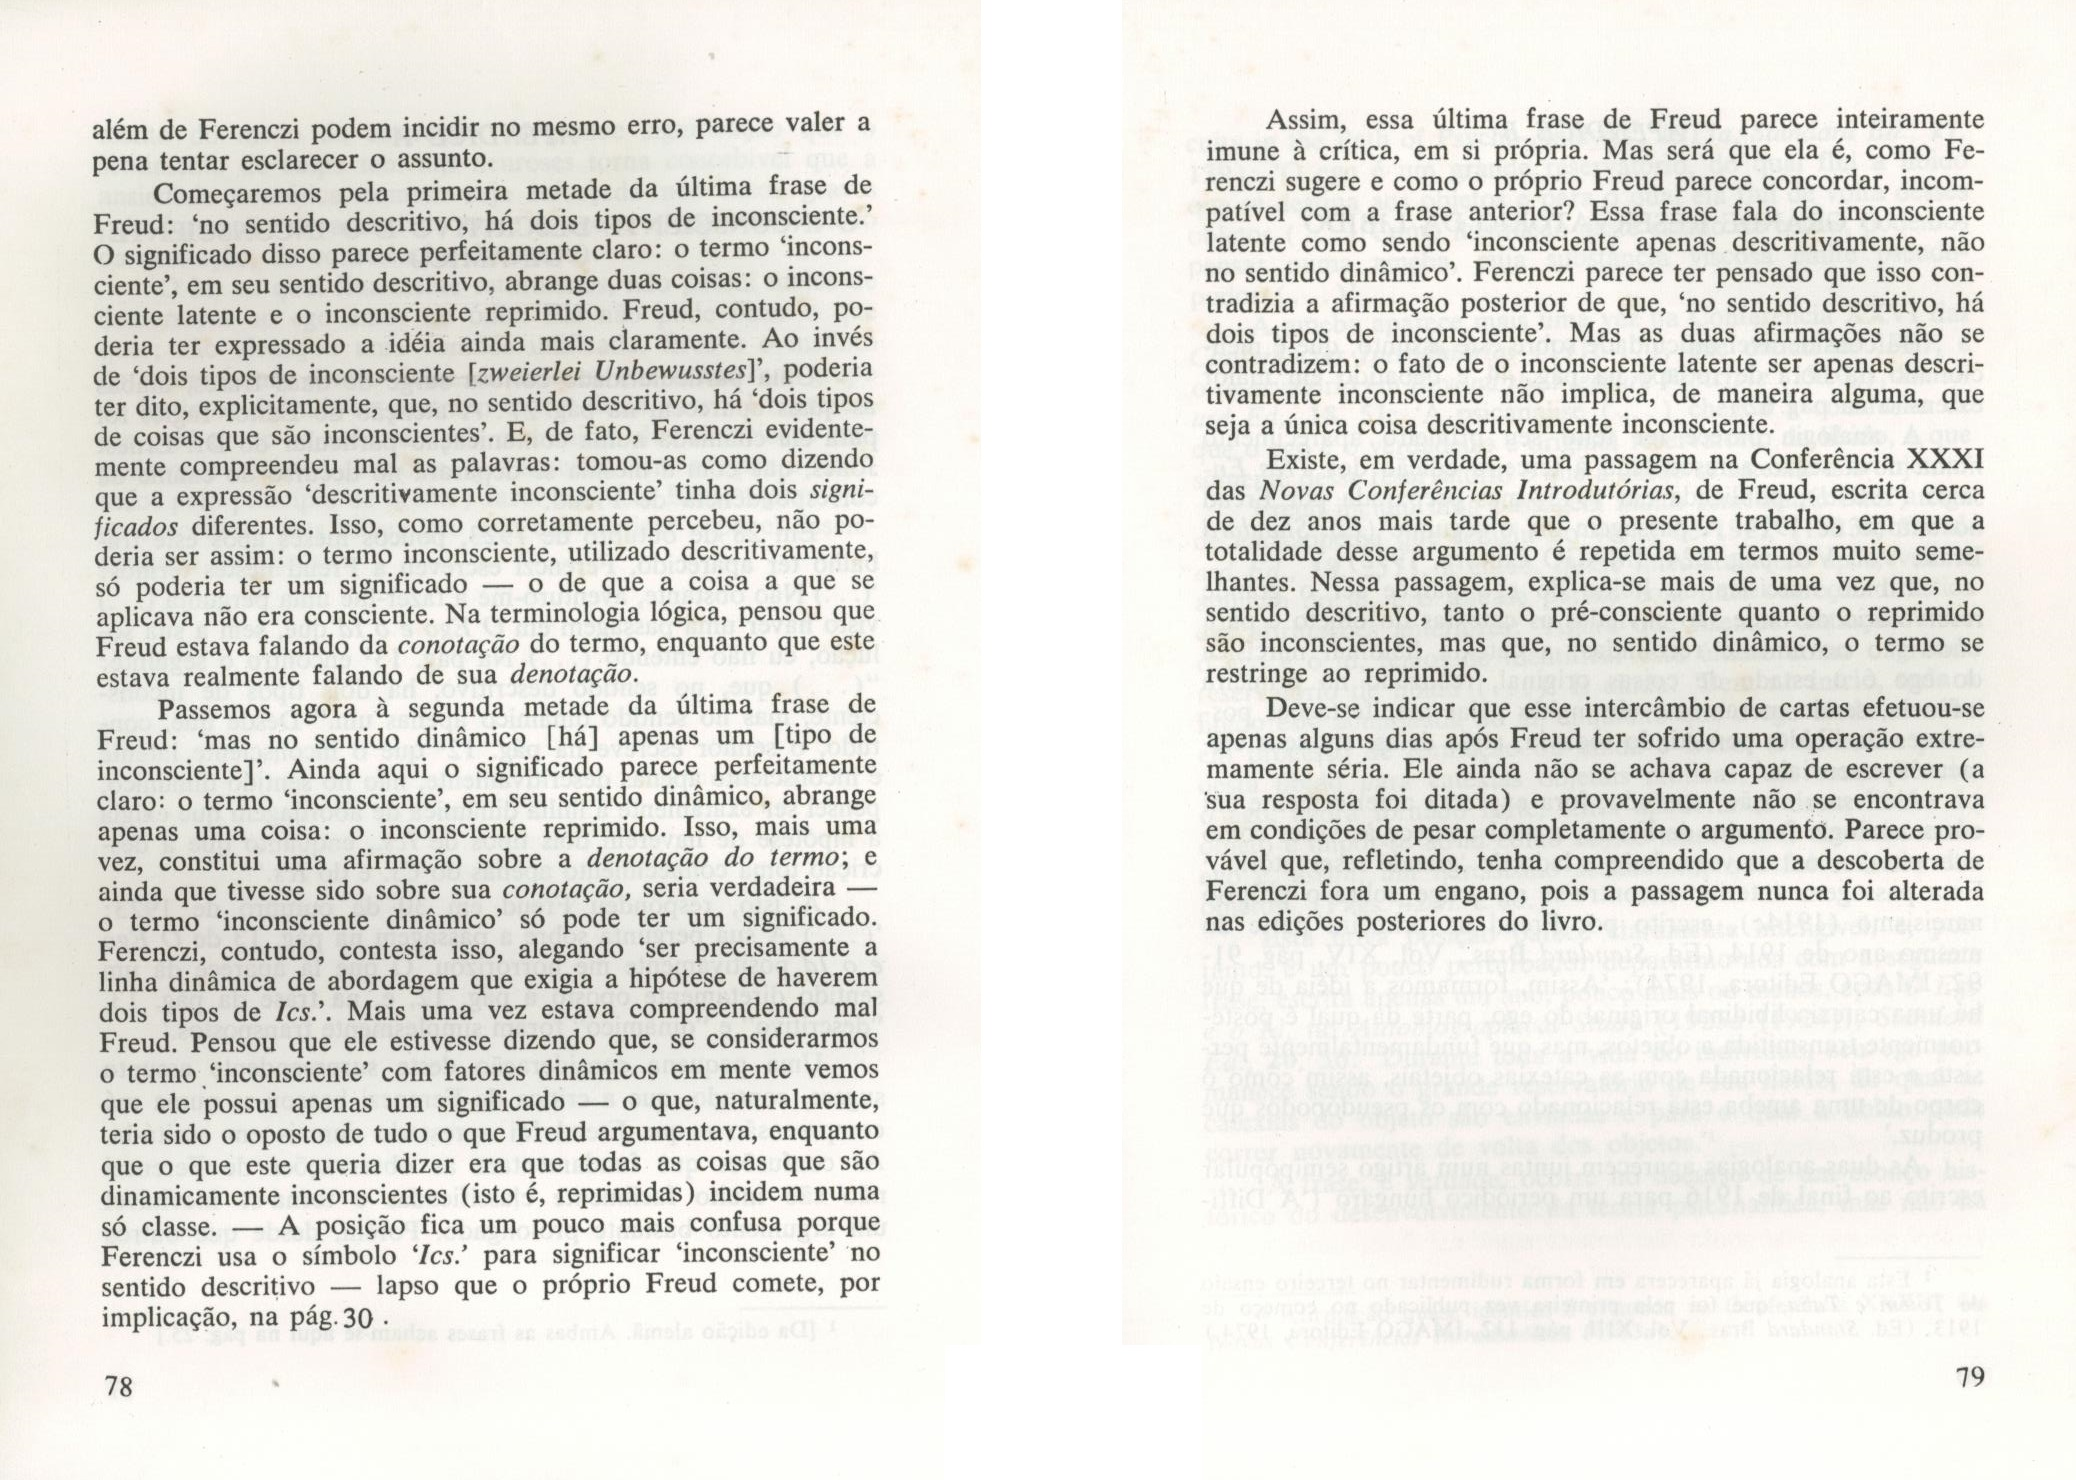 além de Ferenczi podem incidir no mesmo erro, parece valer a
pena tentar esclarecer o assunto.
Começaremos pela primeira metade da última frase de
Freud: ‘no sentido descritivo, há dois tipos de inconsciente.’
O significado disso parece perfeitamente claro: o termo ‘incons-
ciente’, em seu sentido descritivo, abrange duas coisas: o incons-
ciente latente e o inconsciente reprimido. Freud, contudo, po-
deria ter expressado a idéia ainda mais claramente. Ao invés
de ‘dois tipos de inconsciente [zweierlei Unbewusstes]’, poderia
ter dito, explicitamente, que, no sentido descritivo, há ‘dois tipos
de coisas que são inconscientes’. E, de fato, Ferenczi evidente-
mente compreendeu mal as palavras: tomou-as como dizendo
que a expressão ‘descritivamente inconsciente’ tinha dois signi-
ficados diferentes. Isso, como corretamente percebeu, não po-
deria ser assim: o termo inconsciente, utilizado descritivamente,
só poderia ter um significado — o de que a coisa a que se
aplicava não era consciente. Na terminologia lógica, pensou que
Freud estava falando da conotação do termo, enquanto que este
estava realmente falando de sua denotação.
Passemos agora à segunda metade da última frase de
Freud: ‘mas no sentido dinâmico [há] apenas um [tipo de
inconsciente]’. Ainda aqui o significado parece perfeitamente
claro: o termo ‘inconsciente’, em seu sentido dinâmico, abrange
apenas uma coisa: o inconsciente reprimido. Isso, mais uma
vez, constitui uma afirmação sobre a denotação do termo; e
ainda que tivesse sido sobre sua conotação, seria verdadeira —
o termo ‘inconsciente dinâmico’ só pode ter um significado.
Ferenczi, contudo, contesta isso, alegando ‘ser precisamente a
linha dinâmica de abordagem que exigia a hipótese de haverem
dois tipos de Ics.’. Mais uma vez estava compreendendo mal
Freud. Pensou que ele estivesse dizendo que, se considerarmos
o termo ‘inconsciente’ com fatores dinâmicos em mente vemos
que ele possui apenas um significado — o que, naturalmente,
teria sido o oposto de tudo o que Freud argumentava, enquanto
que o que este queria dizer era que todas as coisas que são
dinamicamente inconscientes (isto é, reprimidas) incidem numa
só classe. — A posição fica um pouco mais confusa porque
Ferenczi usa o símbolo ‘Ics.’ para significar ‘inconsciente’ no
sentido descritivo — lapso que o próprio Freud comete, por
implicação, na pág. 30 .
78
Assim, essa última frase de Freud parece inteiramente
imune à crítica, em si própria. Mas será que ela é, como Fe-
renczi sugere e como o próprio Freud parece concordar, incom-
patível com a frase anterior? Essa frase fala do inconsciente
latente como sendo ‘inconsciente apenas descritivamente, não
no sentido dinâmico’. Ferenczi parece ter pensado que isso con-
tradizia a afirmação posterior de que, ‘no sentido descritivo, há
dois tipos de inconsciente’. Mas as duas afirmações não se
contradizem: o fato de o inconsciente latente ser apenas descri-
tivamente inconsciente não implica, de maneira alguma, que
seja a única coisa descritivamente inconsciente.
Existe, em verdade, uma passagem na Conferência XXXI
das Novas Conferências Introdutórias, de Freud, escrita cerca
de dez anos mais tarde que o presente trabalho, em que a
totalidade desse argumento é repetida em termos muito seme-
lhantes. Nessa passagem, explica-se mais de uma vez que, no
sentido descritivo, tanto o pré-consciente quanto o reprimido
são inconscientes, mas que, no sentido dinâmico, o termo se
restringe ao reprimido.
Deve-se indicar que esse intercâmbio de cartas efetuou-se
apenas alguns dias após Freud ter sofrido uma operação extre-
mamente séria. Ele ainda não se achava capaz de escrever (a
sua resposta foi ditada) e provavelmente não se encontrava
em condições de pesar completamente o argumento. Parece pro-
vável que, refletindo, tenha compreendido que a descoberta de
Ferenczi fora um engano, pois a passagem nunca foi alterada
nas edições posteriores do livro.
79